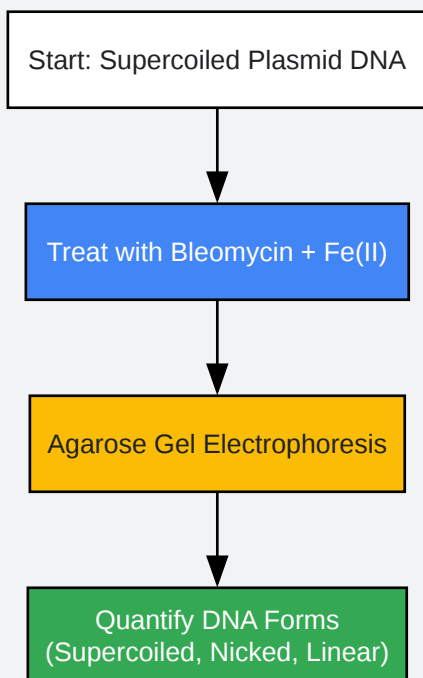 Start: Supercoiled Plasmid DNA
Treat with Bleomycin + Fe(II)
Agarose Gel Electrophoresis
Quantify DNA Forms
(Supercoiled, Nicked, Linear)